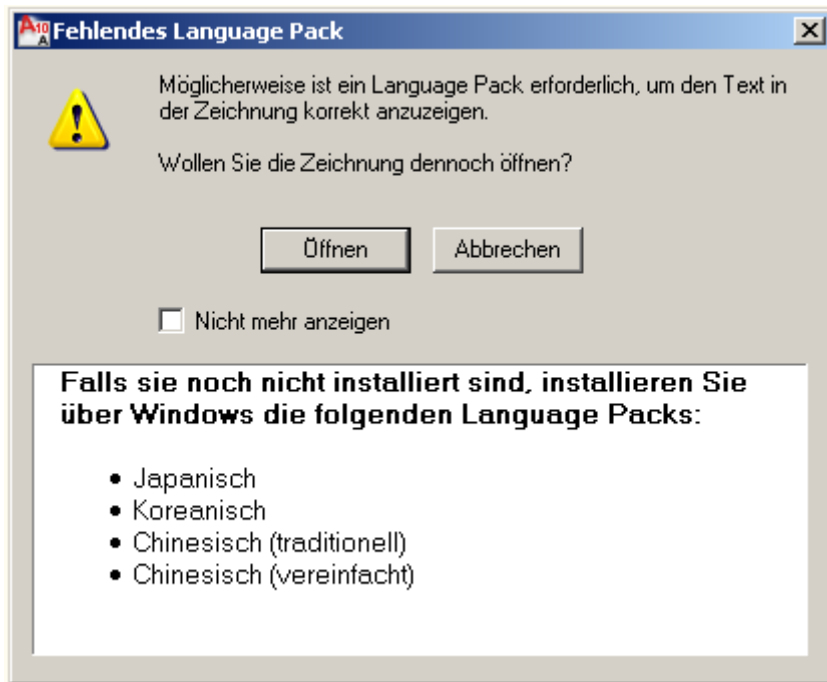 Fehlendes Language Pack
Möglicherweise ist ein Language Pack erforderlich, um den Text in
der Zeichnung korrekt anzuzeigen.
Wollen Sie die Zeichnung dennoch öffnen?
Öffnen Abbrechen
Nicht mehr anzeigen
Falls sie noch nicht installiert sind, installieren Sie
über Windows die folgenden Language Packs:
• Japanisch
• Koreanisch
• Chinesisch (traditionell)
• Chinesisch (vereinfacht)